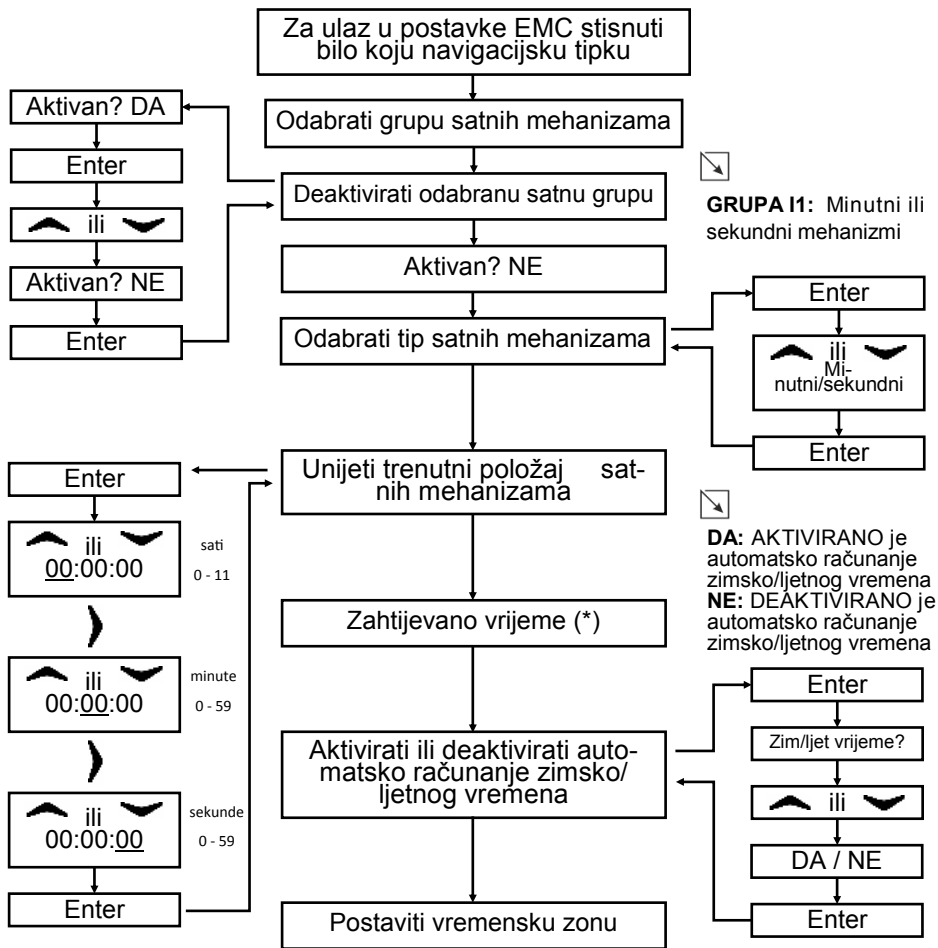 Za ulaz u postavke EMC stisnuti
bilo koju navigacijsku tipku
Odabrati grupu satnih mehanizama
Deaktivirati odabranu satnu grupu
Aktivan? DA
Enter
ili
Aktivan? NE
Enter
Aktivan? NE
GRUPA I1: Minutni ili
sekundni mehanizmi
Odabrati tip satnih mehanizama
Enter
ili
Mi-
nutni/sekundni
Enter
Unijeti trenutni položaj sat-
nih mehanizama
Enter
ili
00:00:00
sati
0 - 11
ili
00:00:00
minute
0 - 59
ili
00:00:00
sekunde
0 - 59
Enter
Zahtijevano vrijeme (*)
DA: AKTIVIRANO je
automatsko računanje
zimsko/ljetnog vremena
NE: DEAKTIVIRANO je
automatsko računanje
zimsko/ljetnog vremena
Aktivirati ili deaktivirati auto-
matsko računanje zimsko/
ljetnog vremena
Enter
Zim/ljet vrijeme?
ili
DA / NE
Enter
Postaviti vremensku zonu